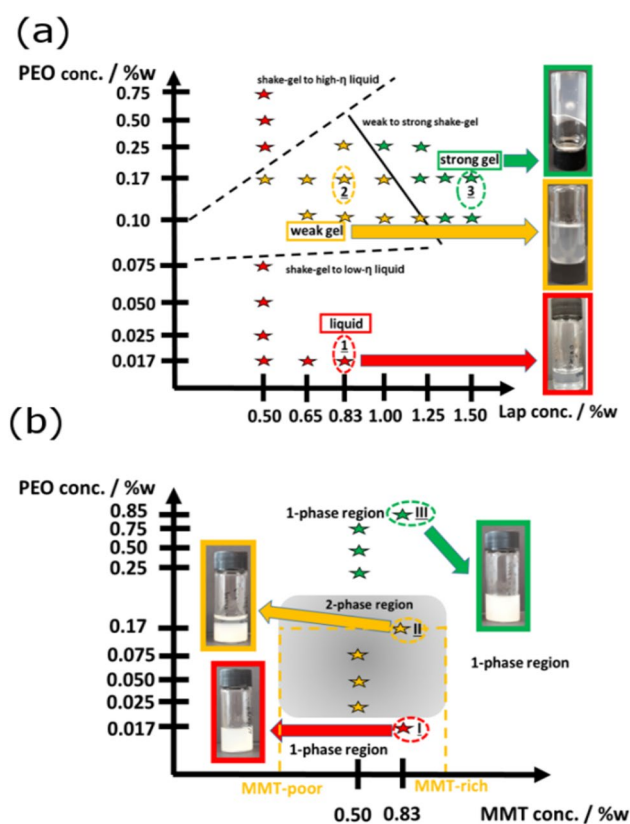 (a)
PEO conc. / %w
0.75
0.50
0.25
0.17
0.10
0.075
0.050
0.025
0.017
shake-gel to high-η liquid
weak to strong shake-gel
strong gel
2
3
weak gel
shake-gel to low-η liquid
liquid
1
0.50 0.65 0.83 1.00 1.25 1.50 Lap conc. / %w
(b)
PEO conc. / %w
0.85
0.75
0.50
0.25
0.17
0.075
0.050
0.025
0.017
1-phase region
III
2-phase region
II
1-phase region
I
1-phase region
MMT-poor
MMT-rich
0.50 0.83 MMT conc. / %w